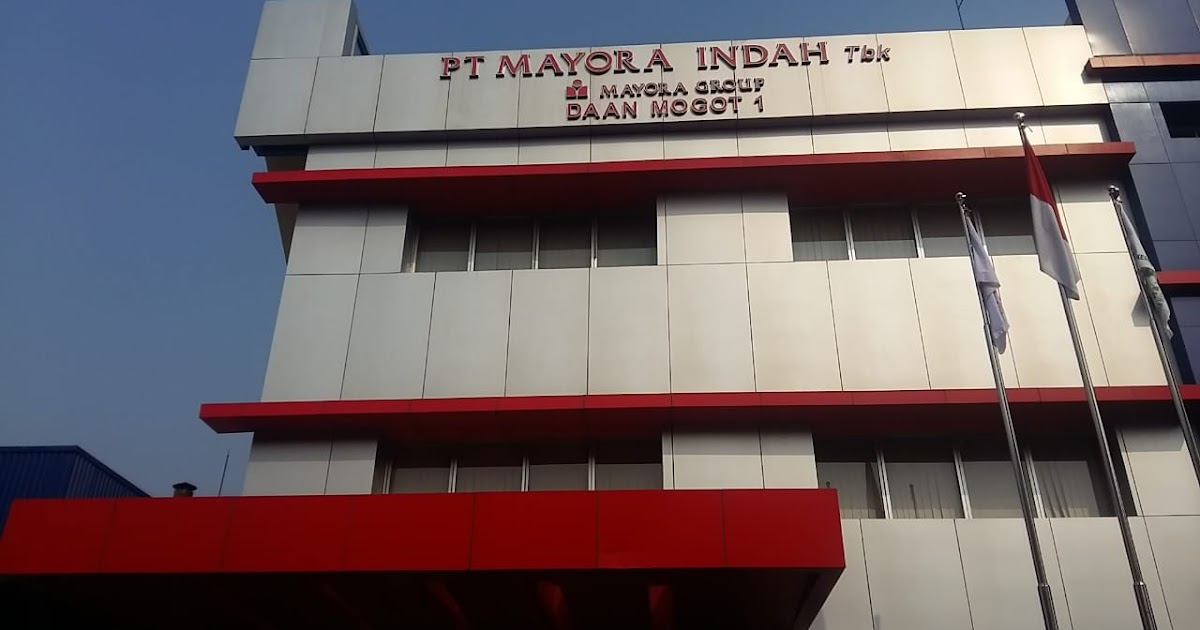 PT MAYORA INDAH Tbk
MAYORA GROUP
DAAN MOGOT 1